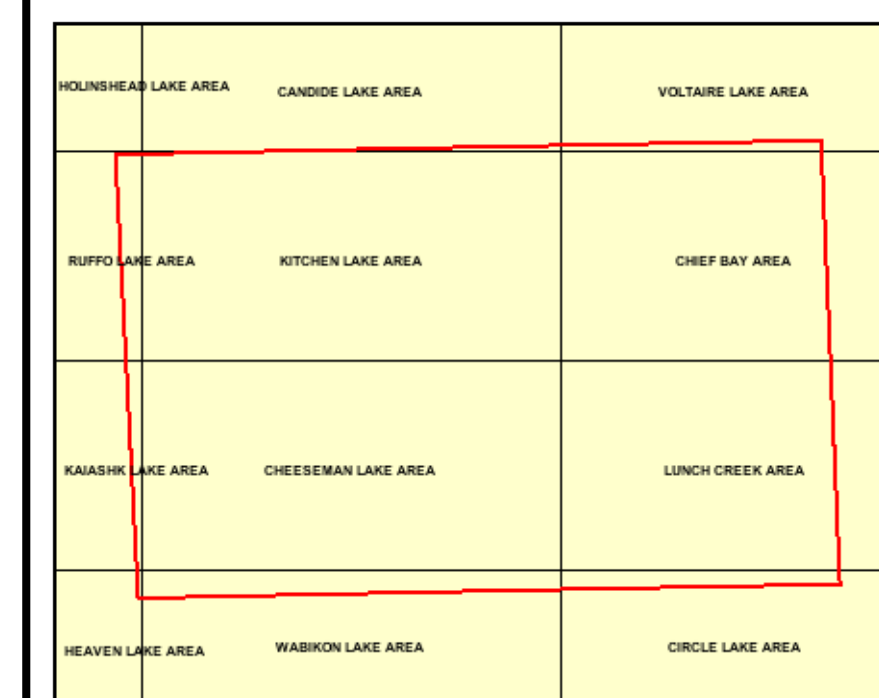 HOLINSHEAD LAKE AREA
CANDIDE LAKE AREA
VOLTAIRE LAKE AREA
RUFFO LAKE AREA
KITCHEN LAKE AREA
CHIEF BAY AREA
KAIASHK LAKE AREA
CHEESEMAN LAKE AREA
LUNCH CREEK AREA
HEAVEN LAKE AREA
WABIKON LAKE AREA
CIRCLE LAKE AREA